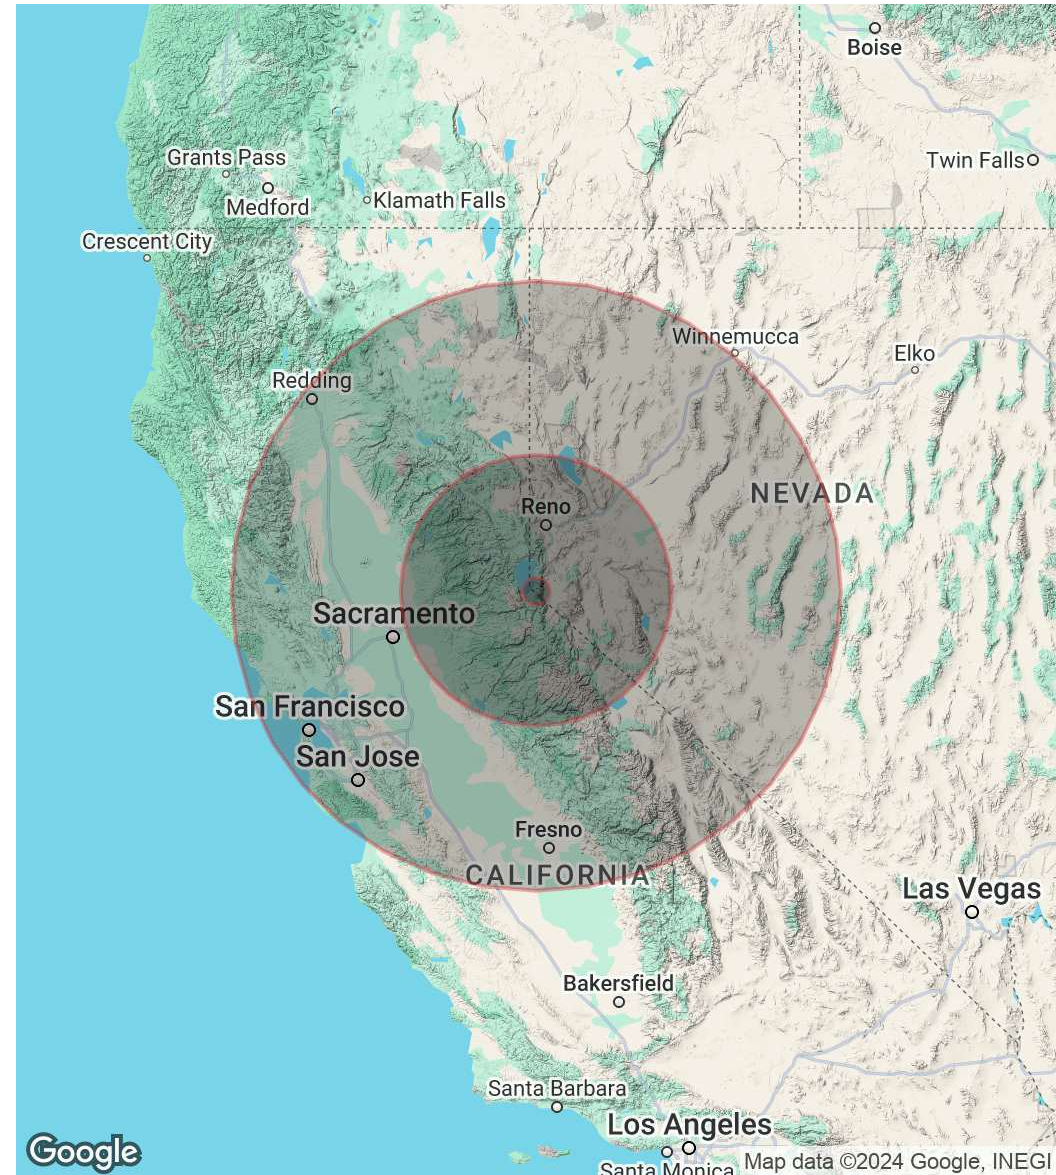 Boise
Grants Pass
Twin Falls
Klamath Falls
Medford
Crescent City
Winnemucca
Elko
Redding
NEVADA
Reno
Sacramento
San Francisco
San Jose
Fresno
CALIFORNIA
Las Vegas
Bakersfield
Santa Barbara
Los Angeles
Santa Monica
Google
Map data ©2024 Google, INEGI